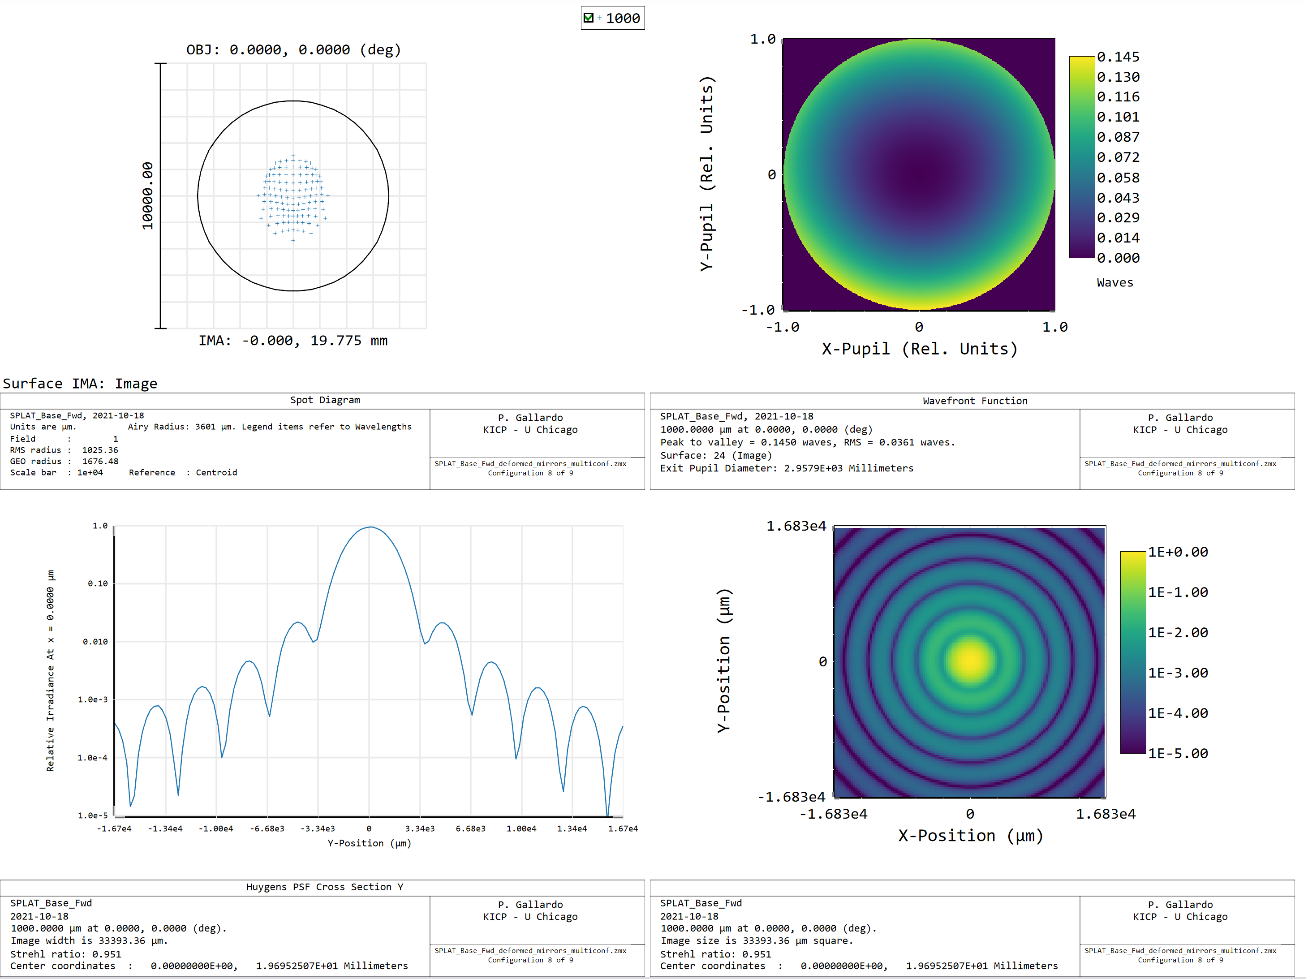 + 1000
OBJ: 0.0000, 0.0000 (deg)
10000.00
IMA: -0.000, 19.775 mm
Surface IMA: Image
Spot Diagram
SPLAT_Base_Fwd, 2021-10-18
Units are µm. Airy Radius: 3601 µm. Legend items refer to Wavelengths
Field : 1
RMS radius : 1025.36
GEO radius : 1676.48
Scale bar : 1e+04 Reference : Centroid
P. Gallardo
KICP - U Chicago
SPLAT_Base_Fwd_deformed_mirrors_multiconf.zmx
Configuration 8 of 9
1.0
0
-1.0
Y-Pupil (Rel. Units)
-1.0 0 1.0
X-Pupil (Rel. Units)
0.145
0.130
0.116
0.101
0.087
0.072
0.058
0.043
0.029
0.014
0.000
Waves
Wavefront Function
SPLAT_Base_Fwd, 2021-10-18
1000.0000 µm at 0.0000, 0.0000 (deg)
Peak to valley = 0.1450 waves, RMS = 0.0361 waves.
Surface: 24 (Image)
Exit Pupil Diameter: 2.9579E+03 Millimeters
P. Gallardo
KICP - U Chicago
SPLAT_Base_Fwd_deformed_mirrors_multiconf.zmx
Configuration 8 of 9
1.0
0.10
0.010
1.0e-3
1.0e-4
1.0e-5
Relative Irradiance At x = 0.0000 µm
-1.67e4 -1.34e4 -1.00e4 -6.68e3 -3.34e3 0 3.34e3 6.68e3 1.00e4 1.34e4 1.67e4
Y-Position (µm)
Huygens PSF Cross Section Y
SPLAT_Base_Fwd
2021-10-18
1000.0000 µm at 0.0000, 0.0000 (deg).
Image width is 33393.36 µm.
Strehl ratio: 0.951
Center coordinates : 0.00000000E+00, 1.96952507E+01 Millimeters
P. Gallardo
KICP - U Chicago
SPLAT_Base_Fwd_deformed_mirrors_multiconf.zmx
Configuration 8 of 9
1.683e4
0
-1.683e4
Y-Position (µm)
-1.683e4 0 1.683e4
X-Position (µm)
1E+0.00
1E-1.00
1E-2.00
1E-3.00
1E-4.00
1E-5.00
SPLAT_Base_Fwd
2021-10-18
1000.0000 µm at 0.0000, 0.0000 (deg).
Image size is 33393.36 µm square.
Strehl ratio: 0.951
Center coordinates : 0.00000000E+00, 1.96952507E+01 Millimeters
P. Gallardo
KICP - U Chicago
SPLAT_Base_Fwd_deformed_mirrors_multiconf.zmx
Configuration 8 of 9